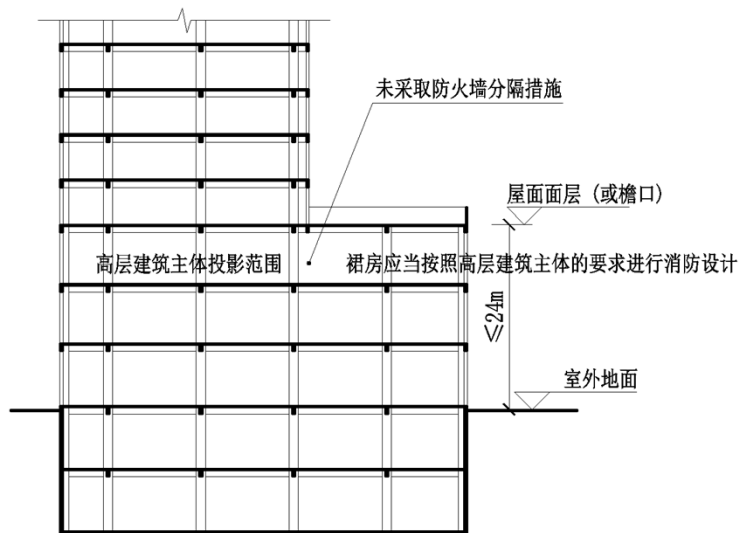 未采取防火墙分隔措施
屋面面层（或檐口）
高层建筑主体投影范围
裙房应当按照高层建筑主体的要求进行消防设计
≤24m
室外地面